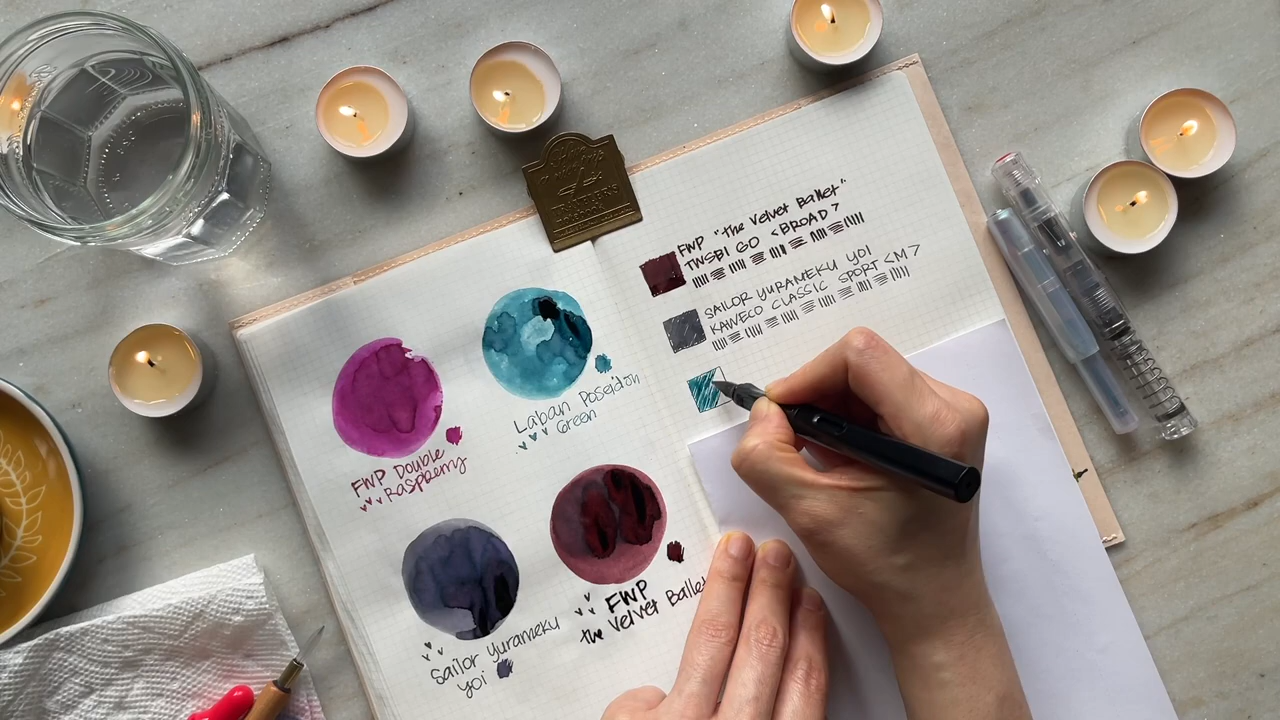 FWP Double
Raspberry
Laban Poseidon
Green
Sailor yurameku
yoi
FWP
the Velvet Ballet
FWP "the Velvet Ballet"
TWSBI GO <BROAD>
SAILOR YURAMEKU YOI
KAWECO CLASSIC SPORT <M>
TRAVELER'S